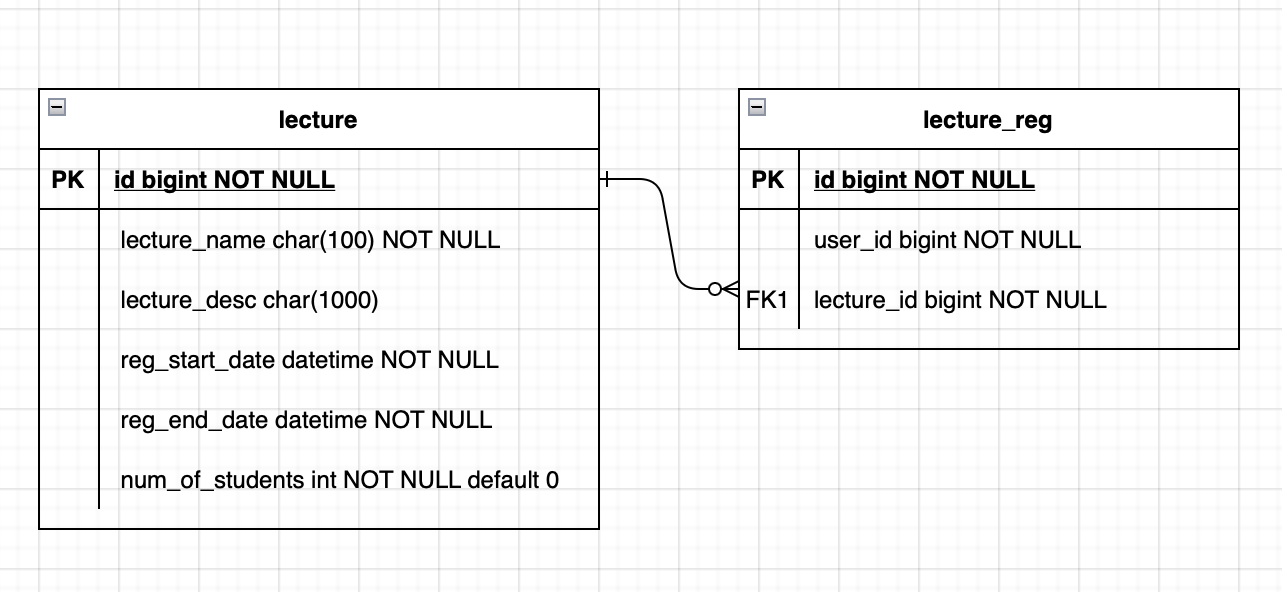 lecture
PK id bigint NOT NULL
lecture_name char(100) NOT NULL
lecture_desc char(1000)
reg_start_date datetime NOT NULL
reg_end_date datetime NOT NULL
num_of_students int NOT NULL default 0
lecture_reg
PK id bigint NOT NULL
user_id bigint NOT NULL
FK1 lecture_id bigint NOT NULL